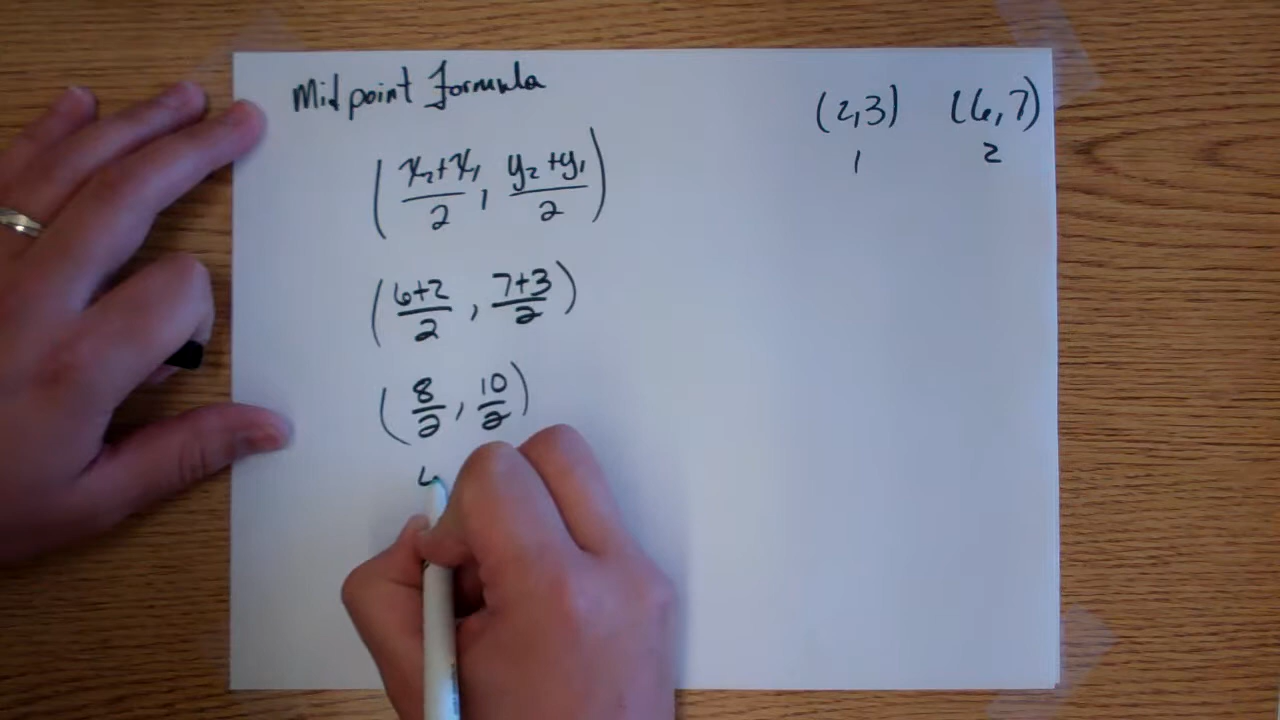 Midpoint Formula
(2,3) (6,7)
1 2
(x₂+x₁/2, y₂+y₁/2)
(6+2/2, 7+3/2)
(8/2, 10/2)